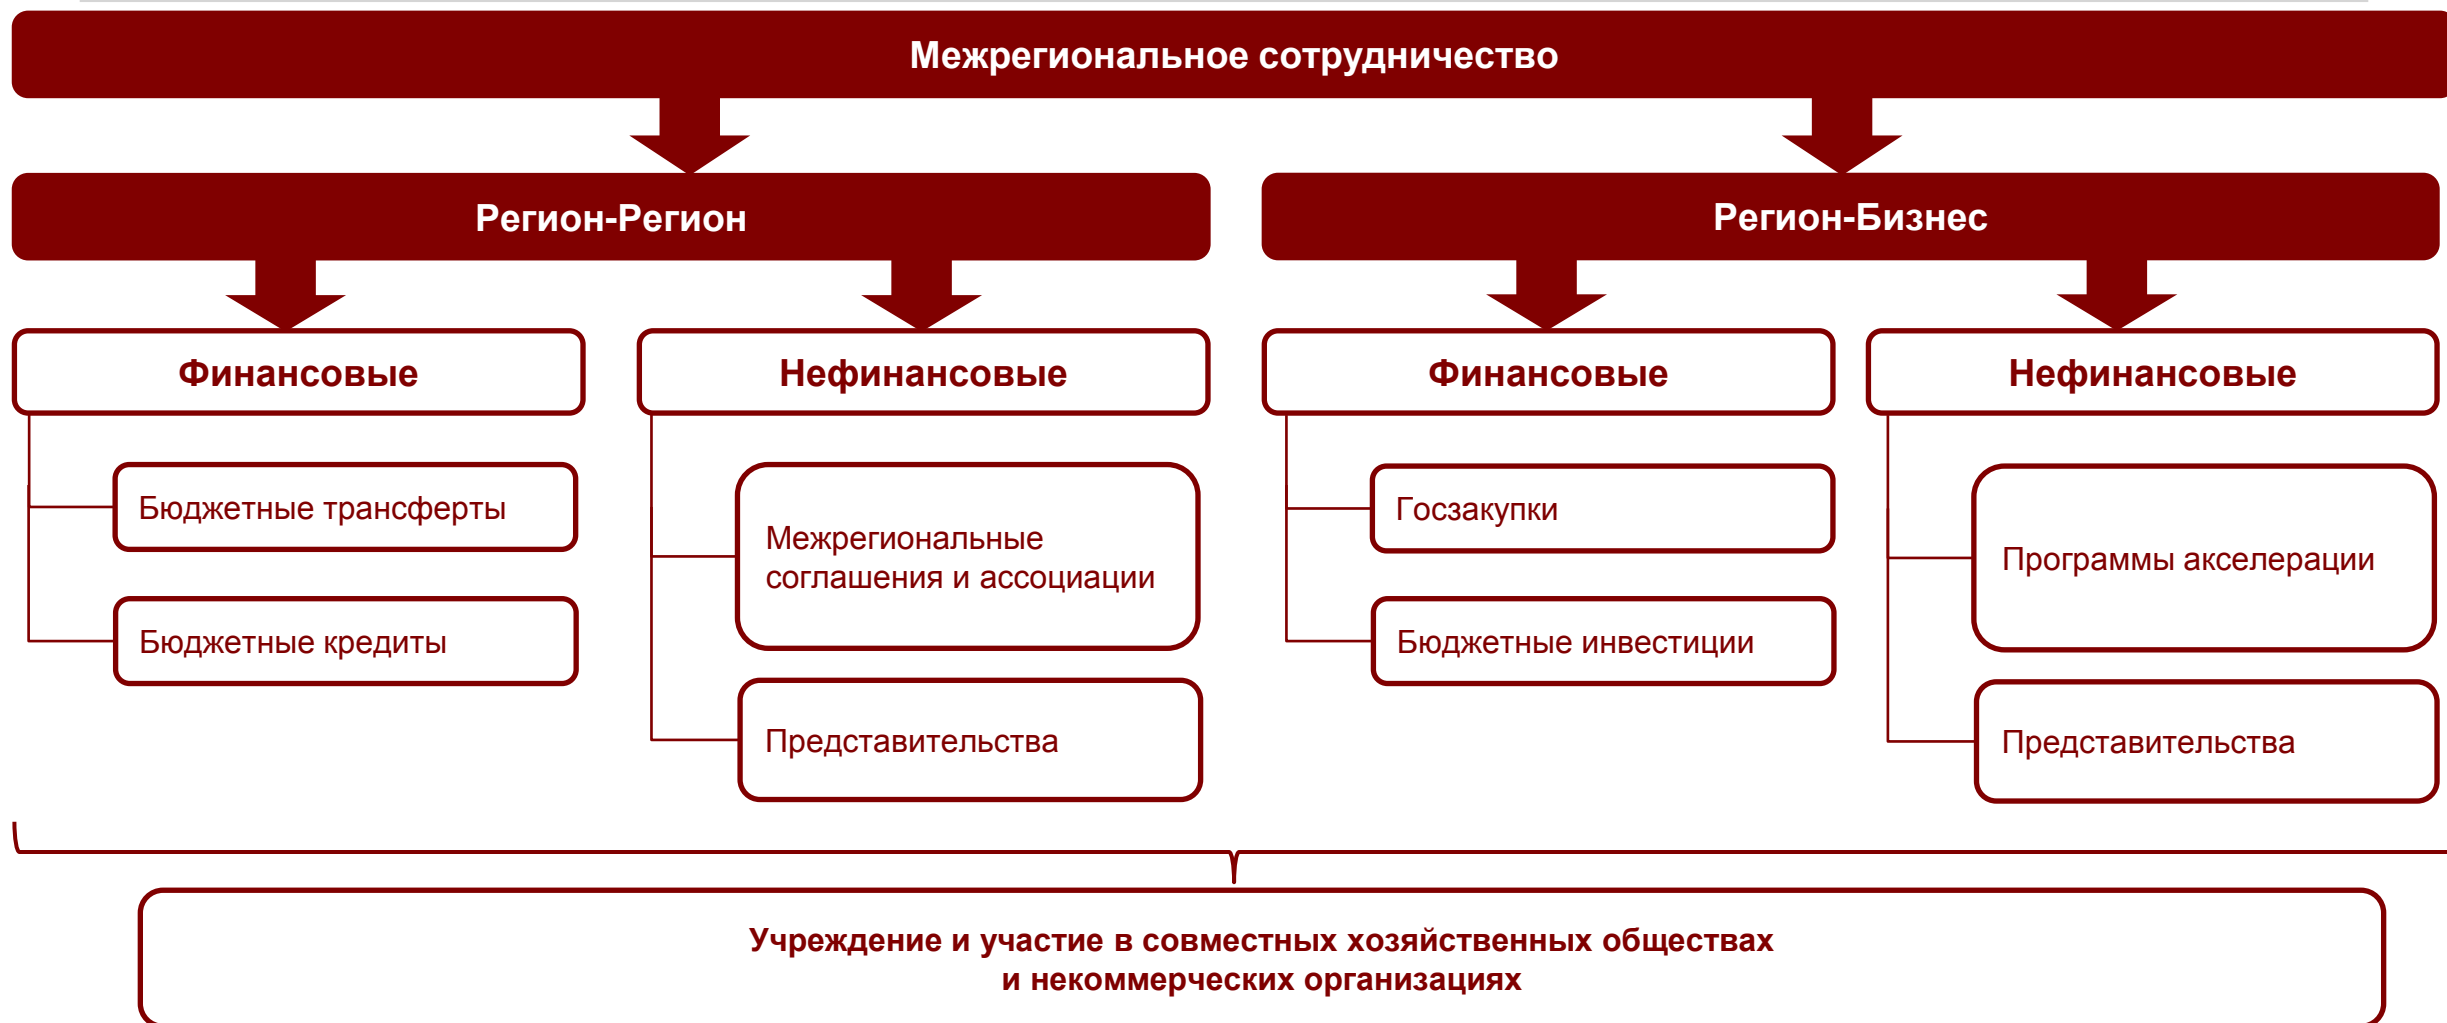 Межрегиональное сотрудничество
Регион-Регион
Регион-Бизнес
Финансовые
Нефинансовые
Финансовые
Нефинансовые
Бюджетные трансферты
Бюджетные кредиты
Межрегиональные
соглашения и ассоциации
Представительства
Госзакупки
Бюджетные инвестиции
Программы акселерации
Представительства
Учреждение и участие в совместных хозяйственных обществах
и некоммерческих организациях